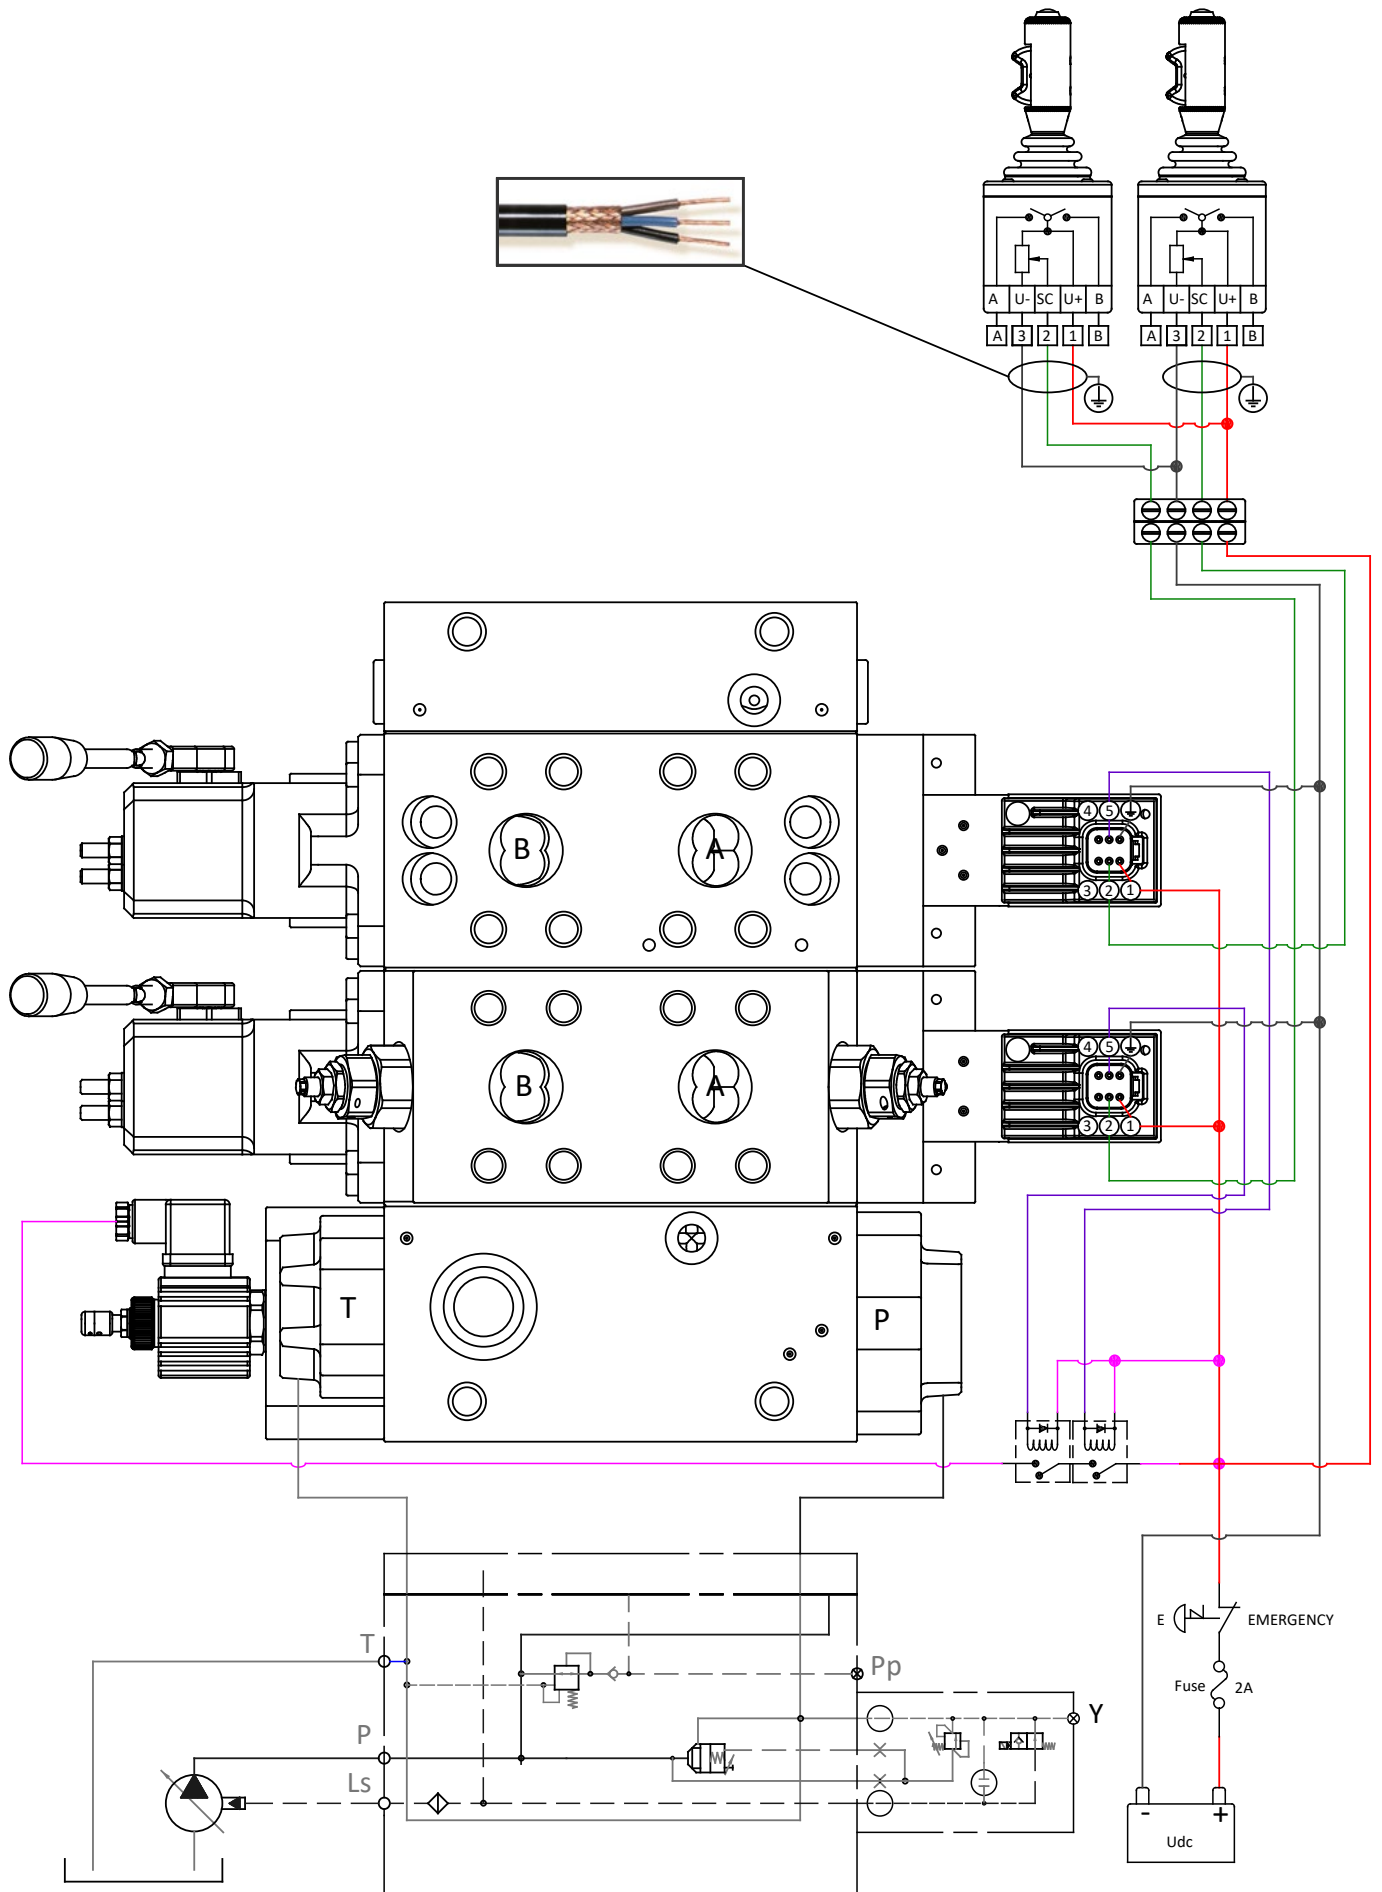 A U- SC U+ B
A U- SC U+ B
A 3 2 1 B
A 3 2 1 B
4 5
B A
3 2 1
4 5
B A
3 2 1
T
P
E EMERGENCY
T
Pp
Fuse 2A
Y
P
Ls
- +
Udc